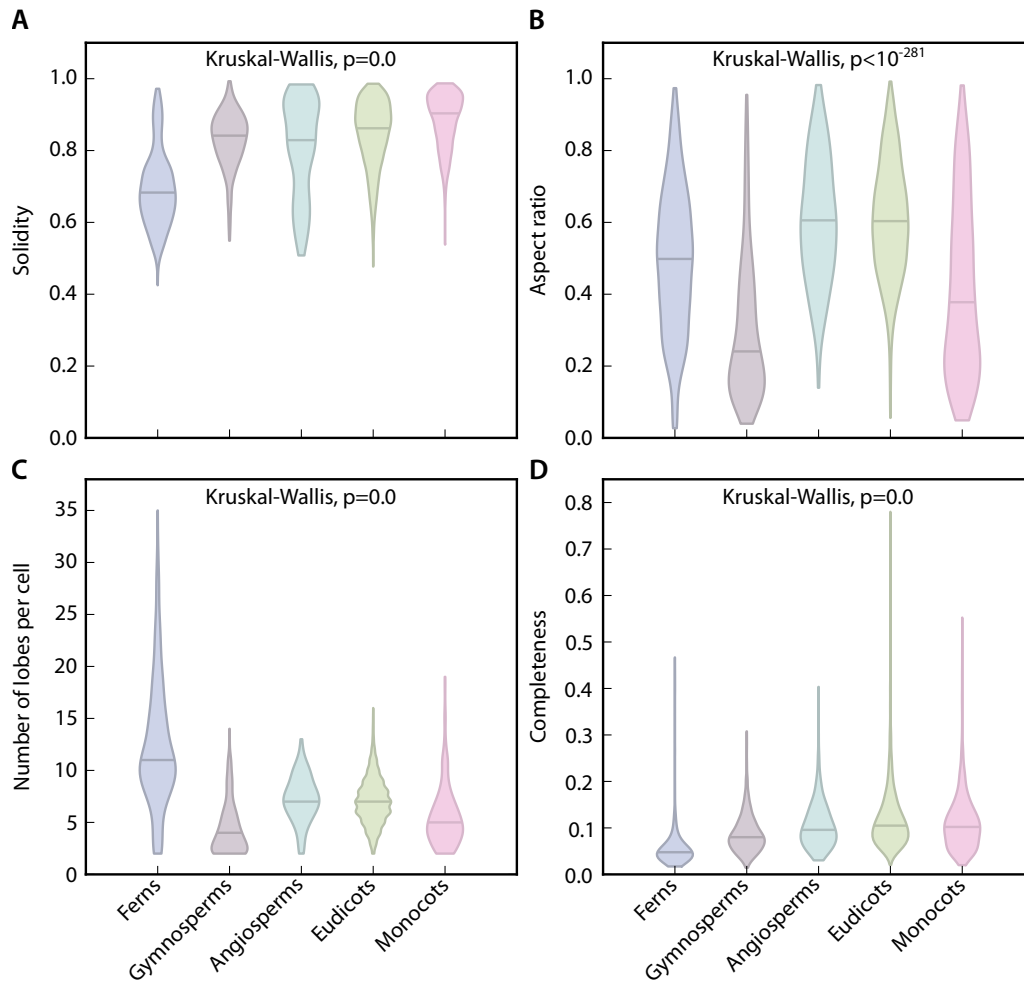 A
Kruskal-Wallis, p=0.0
Solidity
1.0
0.8
0.6
0.4
0.2
0.0
B
Kruskal-Wallis, p<10^-281
Aspect ratio
1.0
0.8
0.6
0.4
0.2
0.0
C
Kruskal-Wallis, p=0.0
Number of lobes per cell
35
30
25
20
15
10
5
0
Ferns
Gymnosperms
Angiosperms
Eudicots
Monocots
D
Kruskal-Wallis, p=0.0
Completeness
0.8
0.7
0.6
0.5
0.4
0.3
0.2
0.1
0.0
Ferns
Gymnosperms
Angiosperms
Eudicots
Monocots